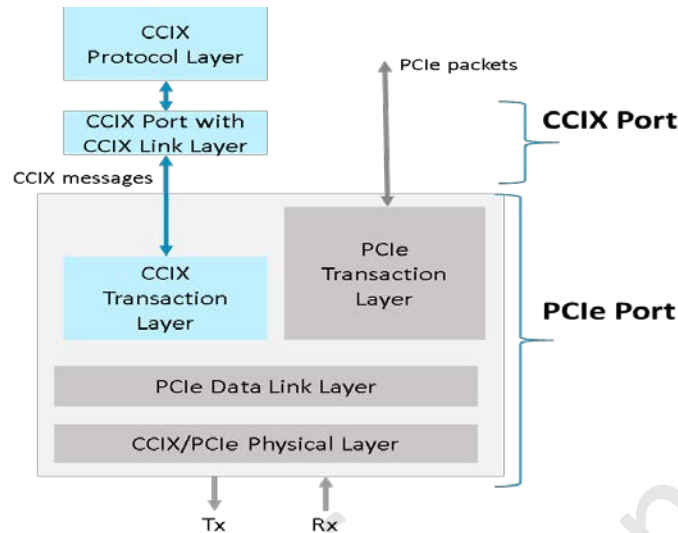 CCIX
Protocol Layer
PCIe packets
CCIX Port with
CCIX Link Layer
CCIX Port
CCIX messages
PCIe
Transaction
Layer
CCIX
Transaction
Layer
PCIe Port
PCIe Data Link Layer
CCIX/PCIe Physical Layer
Tx
Rx